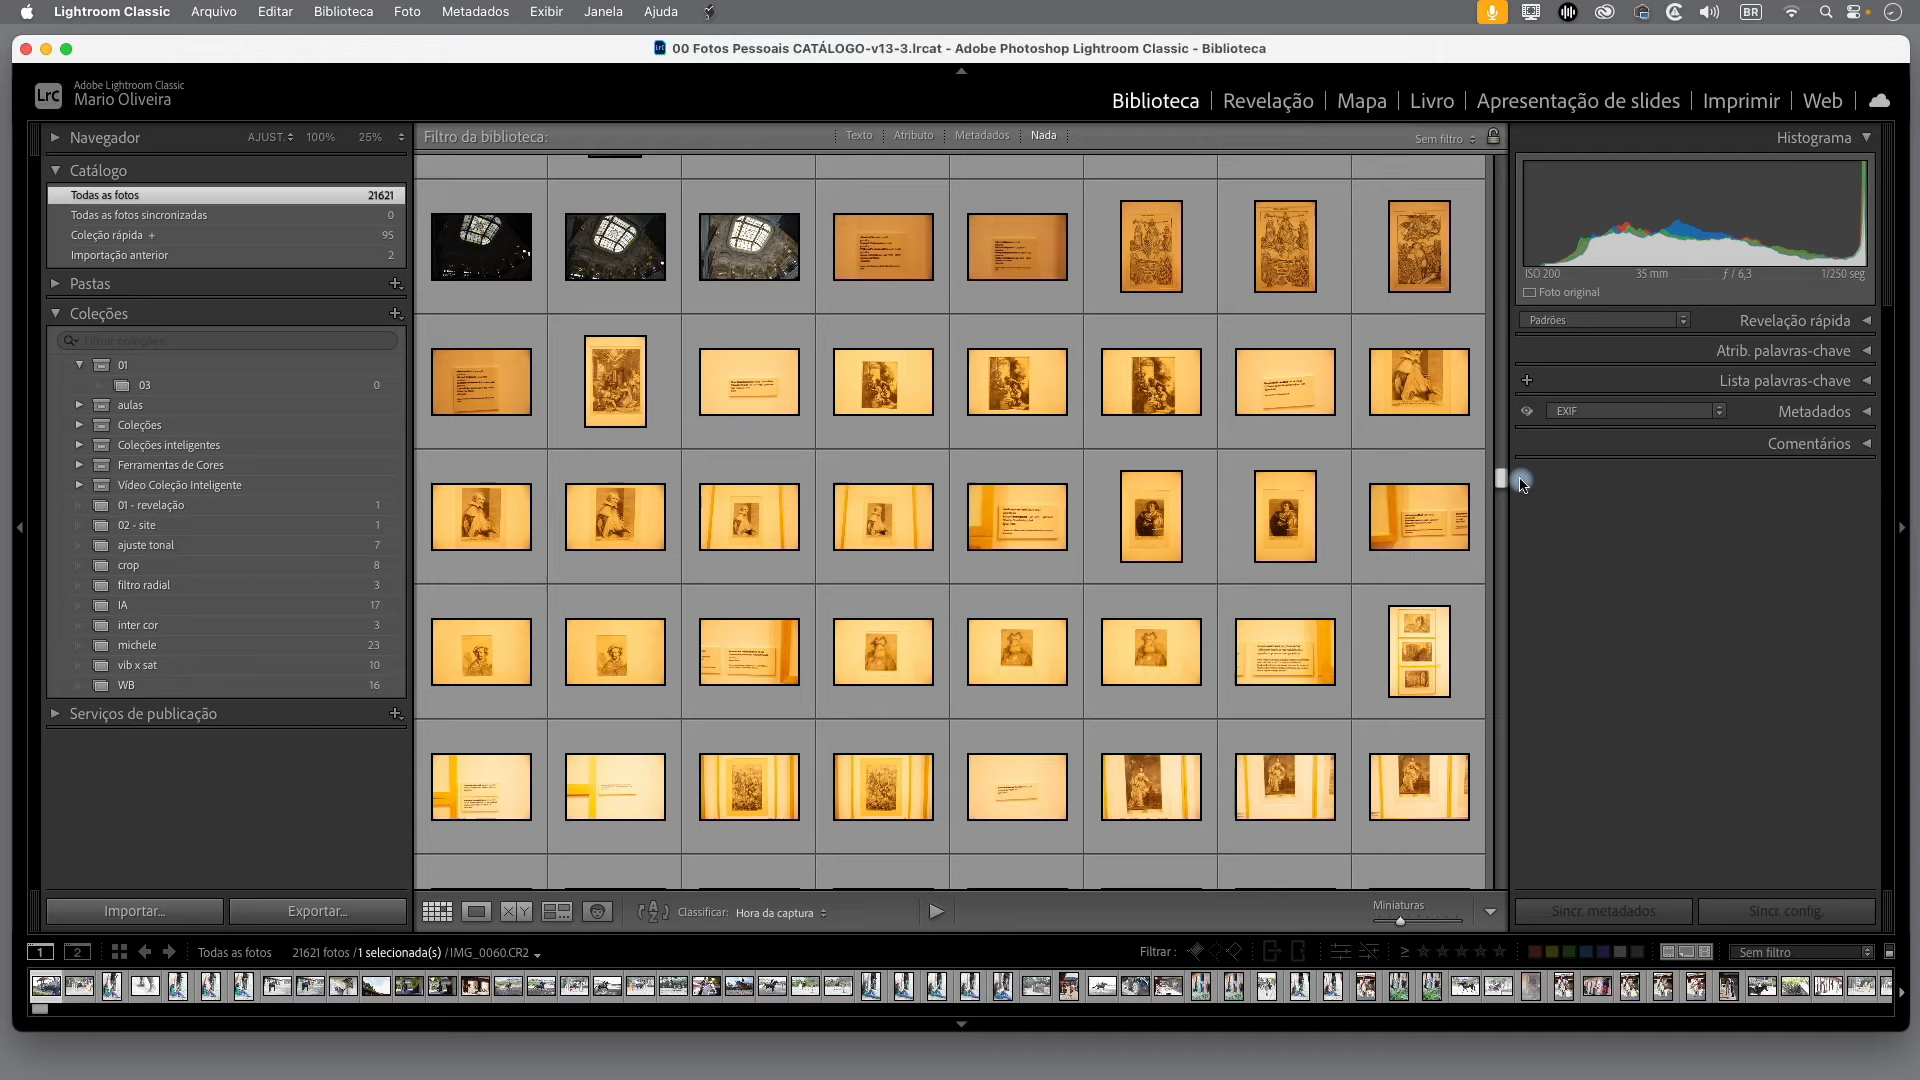 Lightroom Classic Arquivo Editar Biblioteca Foto Metadados Exibir Janela Ajuda BR
00 Fotos Pessoais CATÁLOGO-v13-3.lrcat - Adobe Photoshop Lightroom Classic - Biblioteca
LrC
Adobe Lightroom Classic
Mario Oliveira
Biblioteca | Revelação | Mapa | Livro | Apresentação de slides | Imprimir | Web
Navegador AJUST. 100% 25%
Filtro da biblioteca: Texto Atributo Metadados Nada Sem filtro
Histograma
Catálogo
Todas as fotos 21621
Todas as fotos sincronizadas 0
Coleção rápida + 95
Importação anterior 2
ISO 200 35 mm ƒ / 6,3 1/250 seg
Foto original
Pastas
Coleções
Filtrar coleções
Padrões Revelação rápida
Atrib. palavras-chave
Lista palavras-chave
EXIF Metadados
Comentários
01
03 0
aulas
Coleções
Coleções inteligentes
Ferramentas de Cores
Vídeo Coleção Inteligente
01 - revelação 1
02 - site 1
ajuste tonal 7
crop 8
filtro radial 3
IA 17
inter cor 3
michele 23
vib x sat 10
WB 16
Serviços de publicação
Importar... Exportar...
XY AZ Classificar: Hora da captura Miniaturas
Sincr. metadados Sincr. config.
1 2 Todas as fotos 21621 fotos / 1 selecionada(s) / IMG_0060.CR2 Filtrar : ≥ Sem filtro